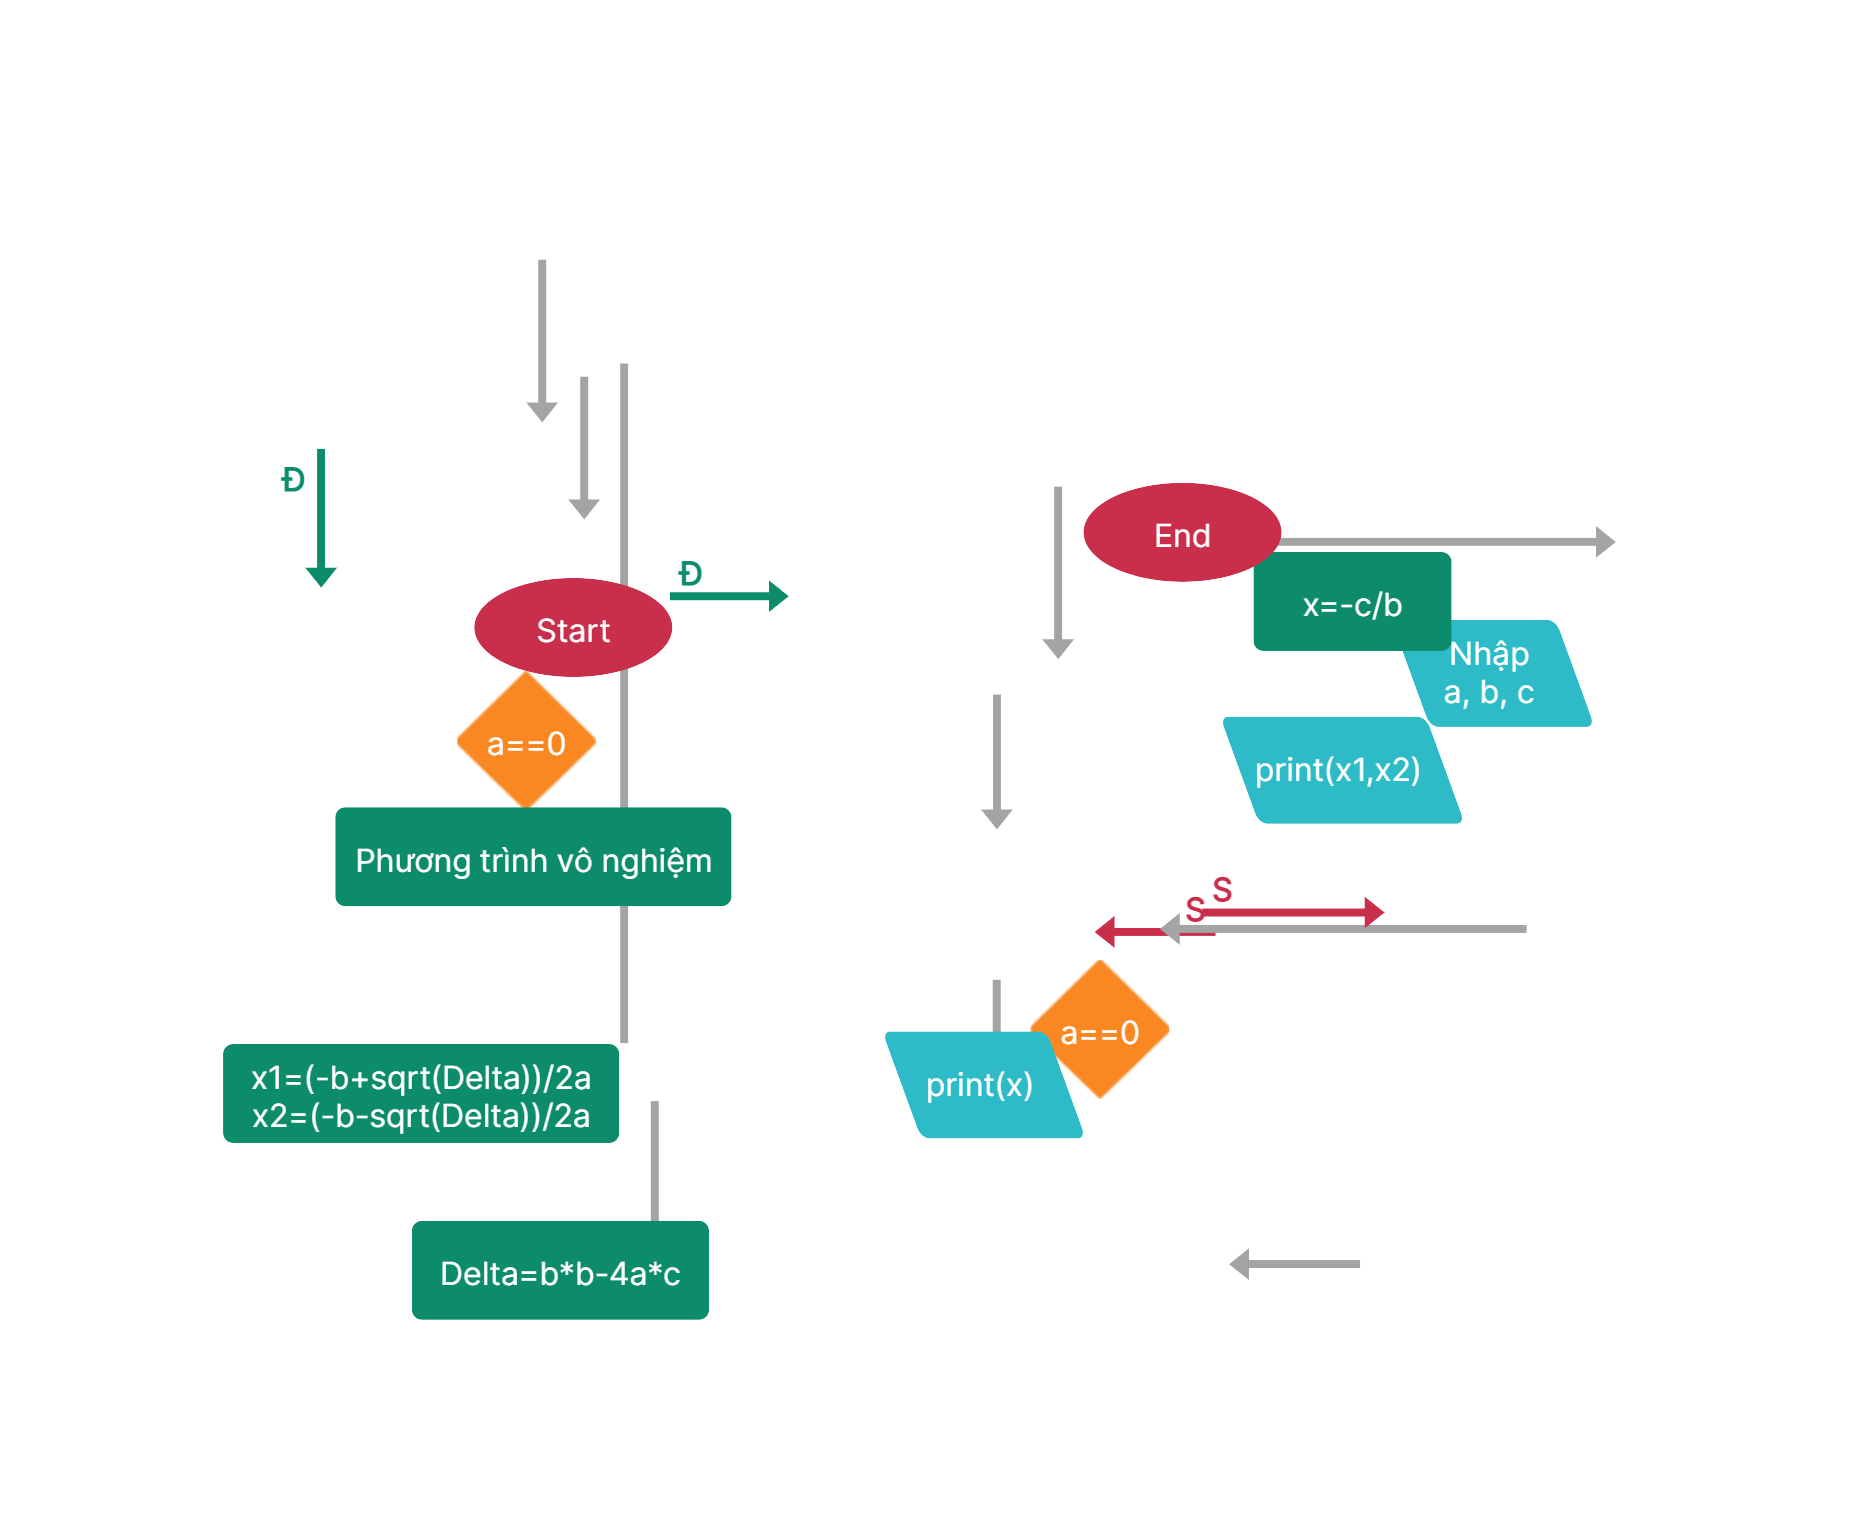 Đ
Đ
Start
a==0
Phương trình vô nghiệm
x1=(-b+sqrt(Delta))/2a
x2=(-b-sqrt(Delta))/2a
Delta=b*b-4a*c
End
x=-c/b
Nhập
a, b, c
print(x1,x2)
S
S
a==0
print(x)